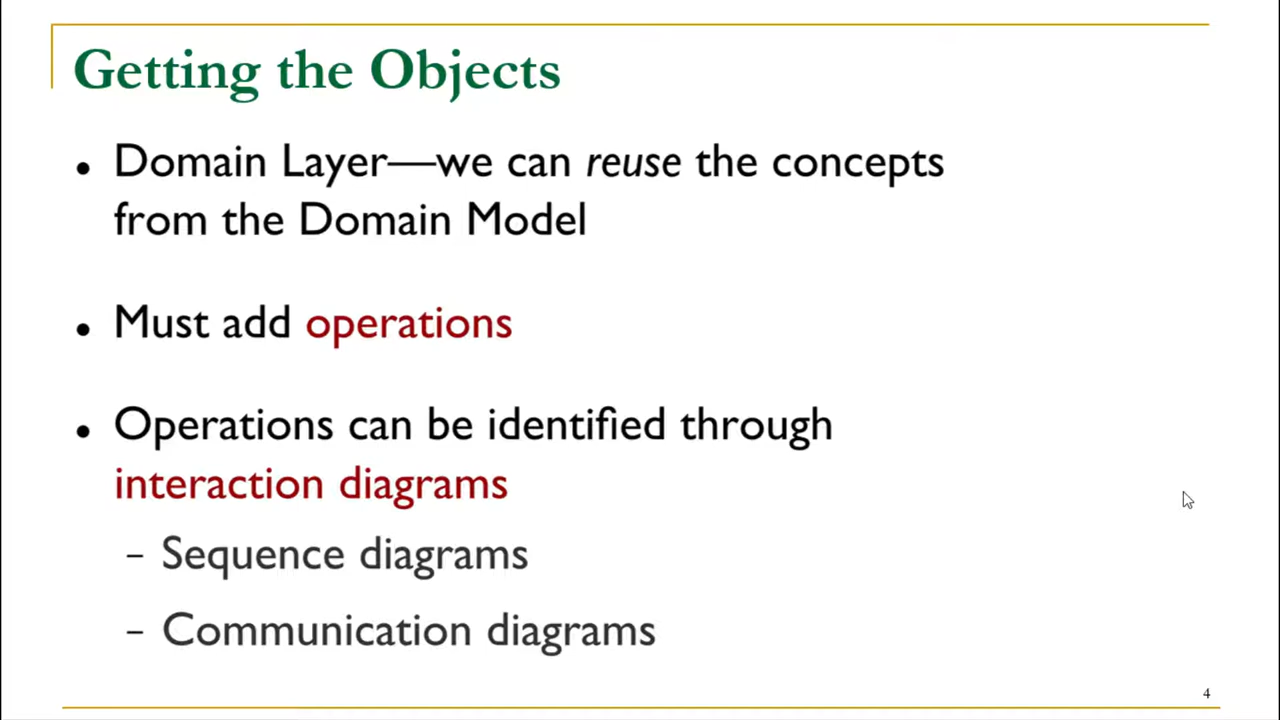 Getting the Objects
• Domain Layer—we can reuse the concepts
from the Domain Model
• Must add operations
• Operations can be identified through
interaction diagrams
– Sequence diagrams
– Communication diagrams
4